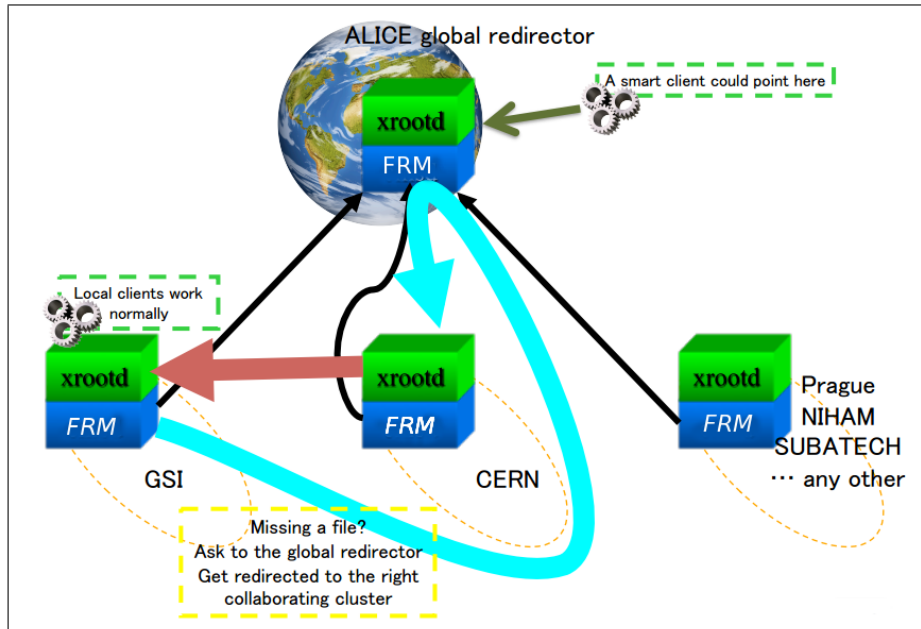 ALICE global redirector
A smart client could point here
xrootd
FRM
Local clients work
normally
xrootd
FRM
GSI
xrootd
FRM
CERN
xrootd
FRM
Prague
NIHAM
SUBATECH
... any other
Missing a file?
Ask to the global redirector
Get redirected to the right
collaborating cluster